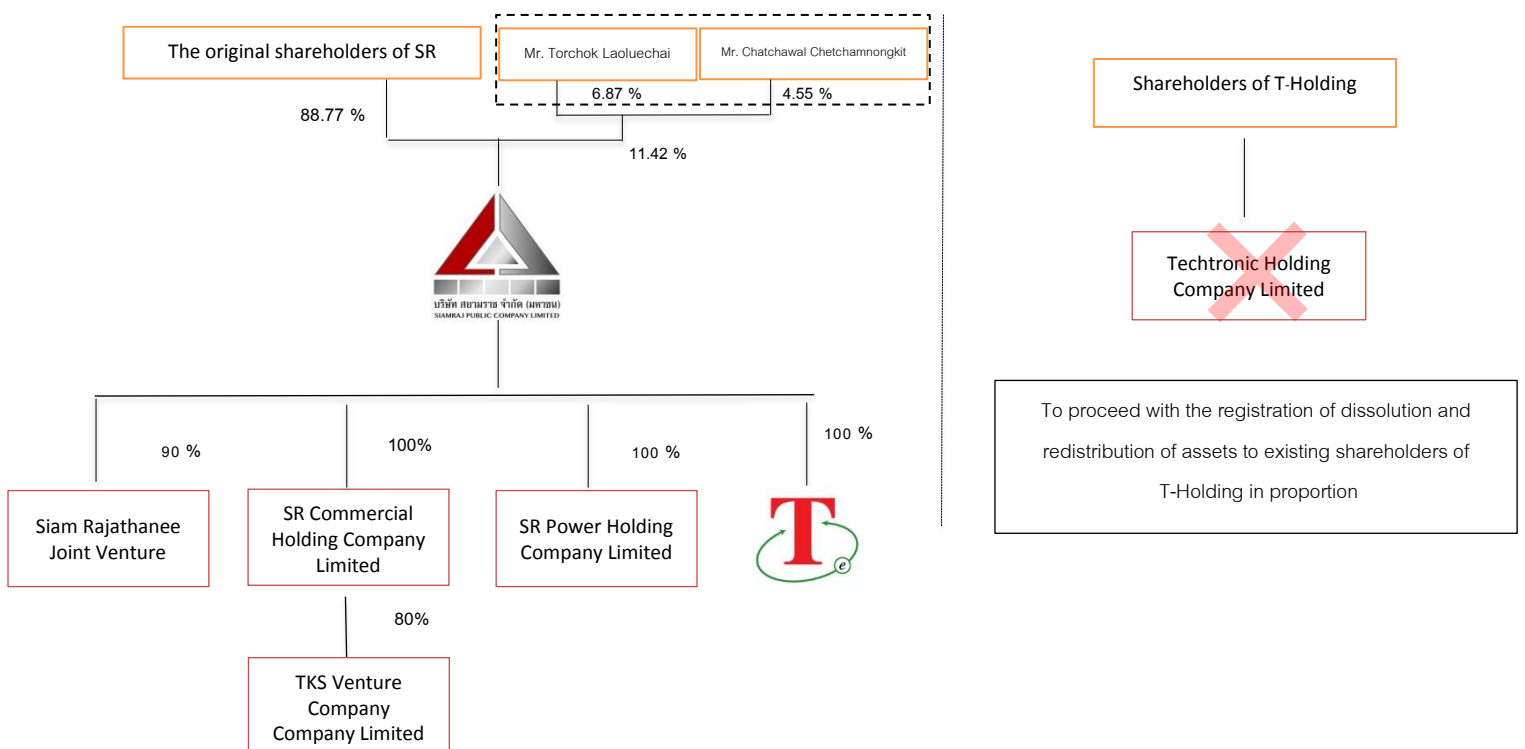 The original shareholders of SR
Mr. Torchok Laoluechai
Mr. Chatchawal Chetchamnongkit
6.87 %
4.55 %
88.77 %
11.42 %
บริษัท สยามราช จำกัด (มหาชน)
SIAMRAJ PUBLIC COMPANY LIMITED
90 %
100%
100 %
100 %
Siam Rajathanee
Joint Venture
SR Commercial
Holding Company
Limited
SR Power Holding
Company Limited
T
e
80%
TKS Venture
Company
Company Limited
Shareholders of T-Holding
Techtronic Holding
Company Limited
To proceed with the registration of dissolution and
redistribution of assets to existing shareholders of
T-Holding in proportion